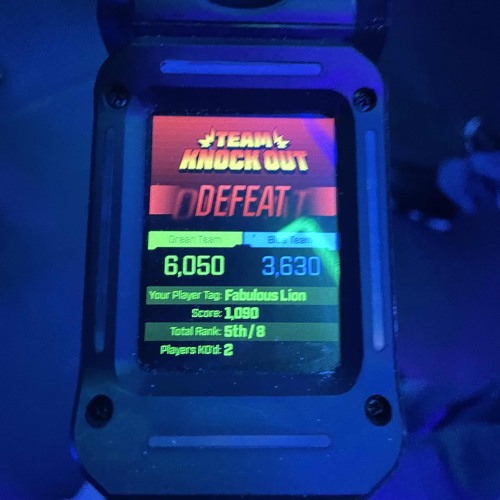 TEAM
KNOCK OUT
DEFEAT
Green Team Blue Team
6,050 3,630
Your Player Tag: Fabulous Lion
Score: 1,090
Total Rank: 5th/8
Players KO'd: 2